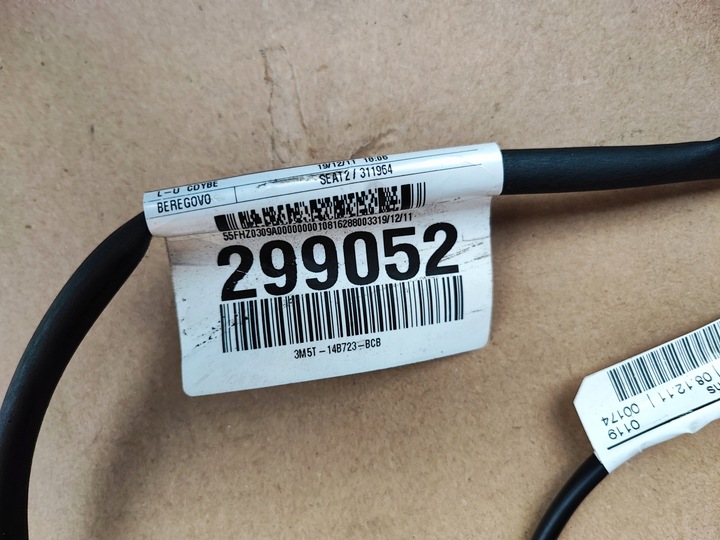 19/12/11 16:06
L-U CDYBE
SEAT2 / 311964
BEREGOVO
55FHZ0309A0000000010816288003319/12/11
299052
3M5T-14B723-BCB
08.12.11 |
0119
00174